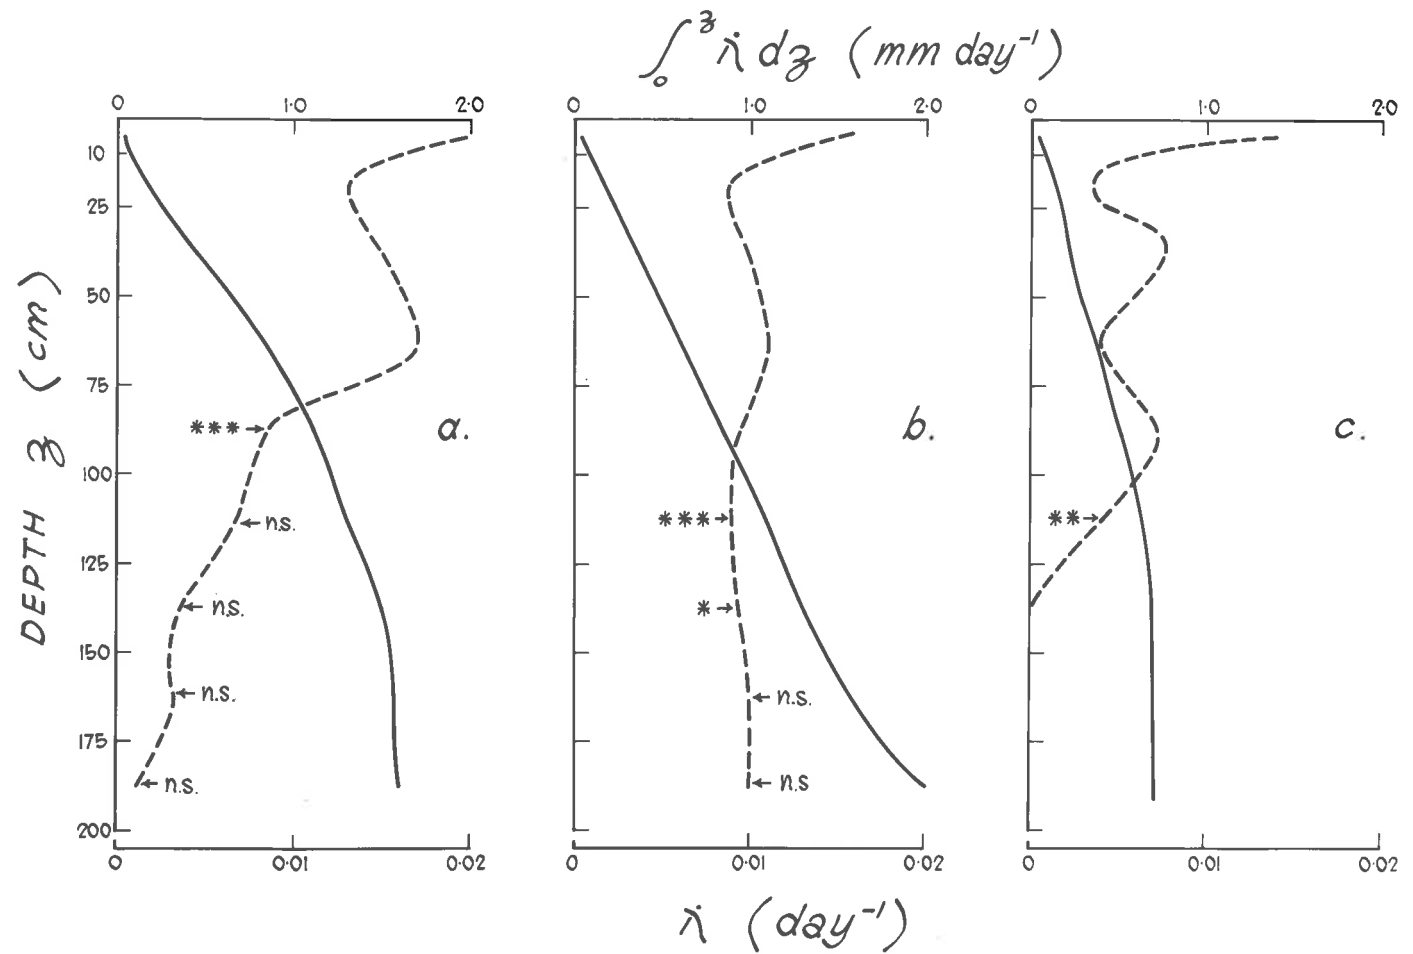 ∫₀ᶻ ṙ dz (mm day⁻¹)
0 1·0 2·0 0 1·0 2·0 0 1·0 2·0
10
25
50
75
*** a. b. c.
100
n.s. *** **
125
n.s. *
150
n.s. n.s.
175
n.s. n.s
200
0 0·01 0·02 0 0·01 0·02 0 0·01 0·02
ṙ (day⁻¹)
DEPTH z (cm)